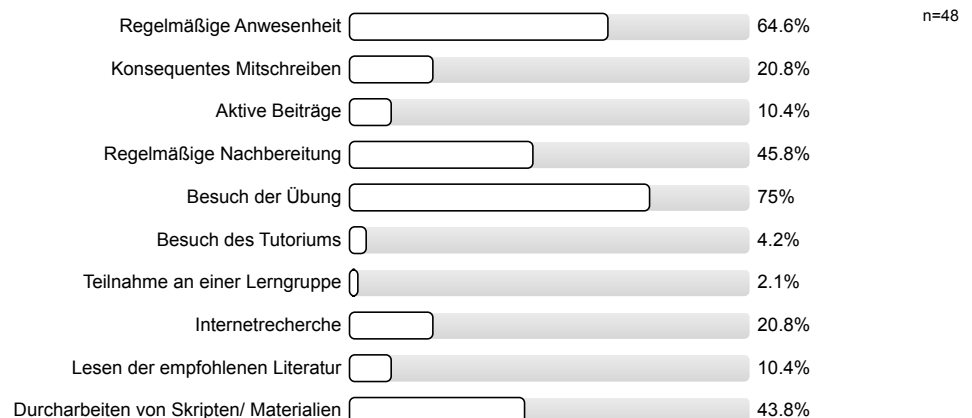 n=48
Regelmäßige Anwesenheit 64.6%
Konsequentes Mitschreiben 20.8%
Aktive Beiträge 10.4%
Regelmäßige Nachbereitung 45.8%
Besuch der Übung 75%
Besuch des Tutoriums 4.2%
Teilnahme an einer Lerngruppe 2.1%
Internetrecherche 20.8%
Lesen der empfohlenen Literatur 10.4%
Durcharbeiten von Skripten/ Materialien 43.8%